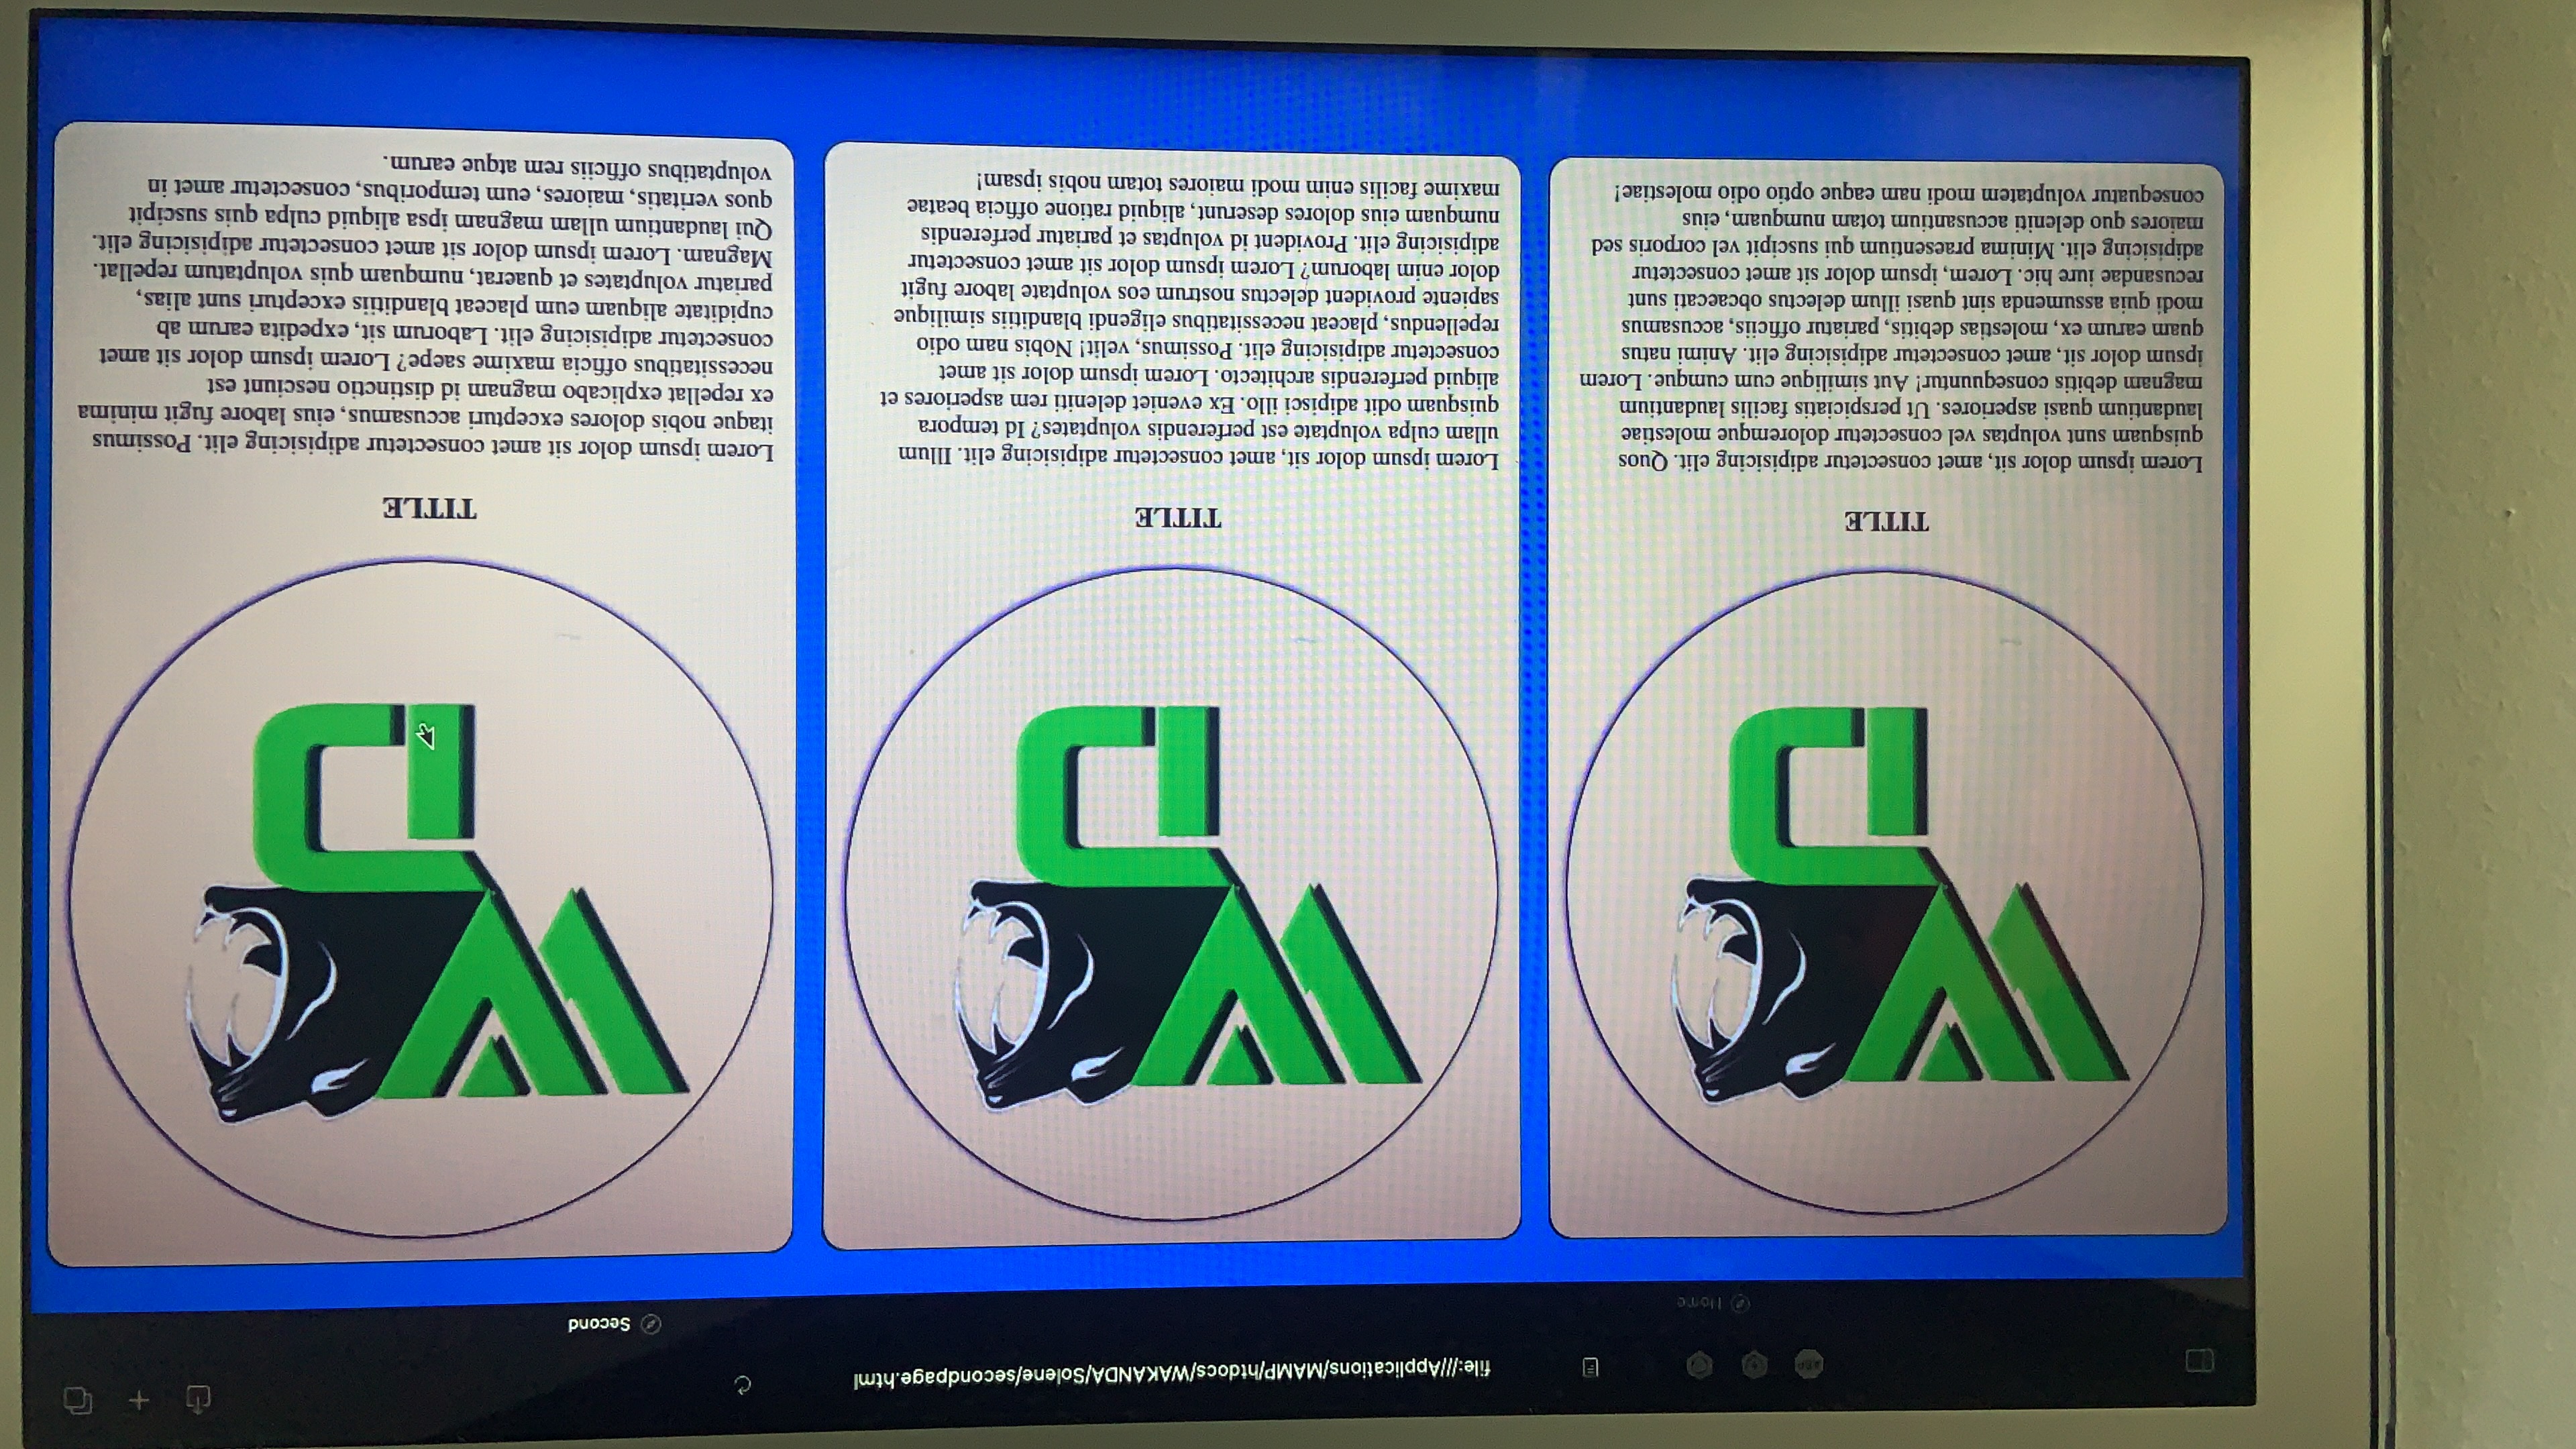 file:///Applications/MAMP/htdocs/WAKANDA/Solene/secondpage.html
Home
Second
WD
TITLE
Lorem ipsum dolor sit, amet consectetur adipisicing elit. Quos
quisquam sunt voluptas vel consectetur doloremque molestiae
laudantium quasi asperiores. Ut perspiciatis facilis laudantium
magnam debitis consequuntur! Aut similique cum cumque. Lorem
ipsum dolor sit, amet consectetur adipisicing elit. Animi natus
quam earum ex, molestias debitis, pariatur officiis, accusamus
modi quia assumenda sint quasi illum delectus obcaecati sunt
recusandae iure hic. Lorem, ipsum dolor sit amet consectetur
adipisicing elit. Minima praesentium qui suscipit vel corporis sed
maiores quo deleniti accusantium totam numquam, eius
consequatur voluptatem modi nam eaque optio odio molestiae!
WD
TITLE
Lorem ipsum dolor sit, amet consectetur adipisicing elit. Illum
ullam culpa voluptate est perferendis voluptates? Id tempora
quisquam odit adipisci illo. Ex eveniet deleniti rem asperiores et
aliquid perferendis architecto. Lorem ipsum dolor sit amet
consectetur adipisicing elit. Possimus, velit! Nobis nam odio
repellendus, placeat necessitatibus eligendi blanditiis similique
sapiente provident delectus nostrum eos voluptate labore fugit
dolor enim laborum? Lorem ipsum dolor sit amet consectetur
adipisicing elit. Provident id voluptas et pariatur perferendis
numquam eius dolores deserunt, aliquid ratione officia beatae
maxime facilis enim modi maiores totam nobis ipsam!
WD
TITLE
Lorem ipsum dolor sit amet consectetur adipisicing elit. Possimus
itaque nobis dolores excepturi accusamus, eius labore fugit minima
ex repellat explicabo magnam id distinctio nesciunt est
necessitatibus officia maxime saepe? Lorem ipsum dolor sit amet
consectetur adipisicing elit. Laborum sit, expedita earum ab
cupiditate aliquam eum placeat blanditiis excepturi sunt alias,
pariatur voluptates et quaerat, numquam quis voluptatum repellat.
Magnam. Lorem ipsum dolor sit amet consectetur adipisicing elit.
Qui laudantium ullam magnam ipsa aliquid culpa quis suscipit
quos veritatis, maiores, eum temporibus, consectetur amet in
voluptatibus officiis rem atque earum.